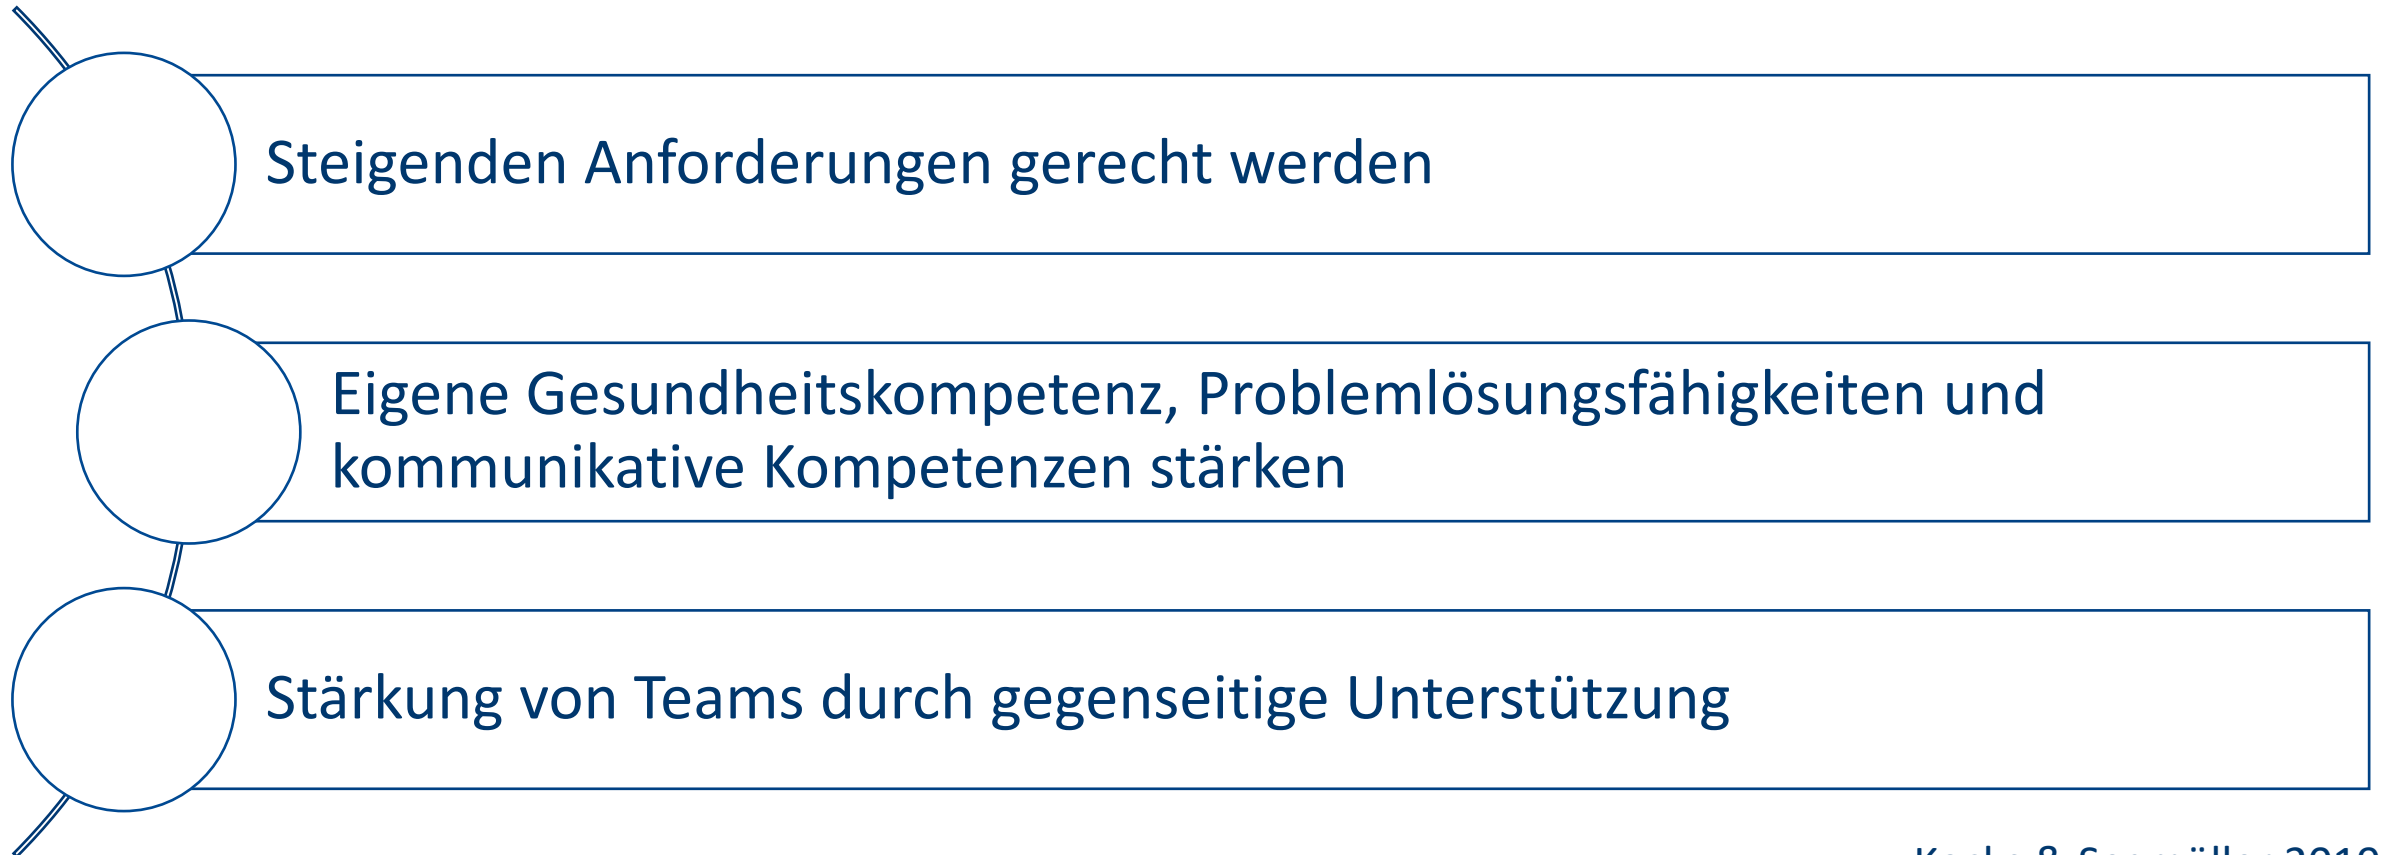 Steigenden Anforderungen gerecht werden
Eigene Gesundheitskompetenz, Problemlösungsfähigkeiten und
kommunikative Kompetenzen stärken
Stärkung von Teams durch gegenseitige Unterstützung
&